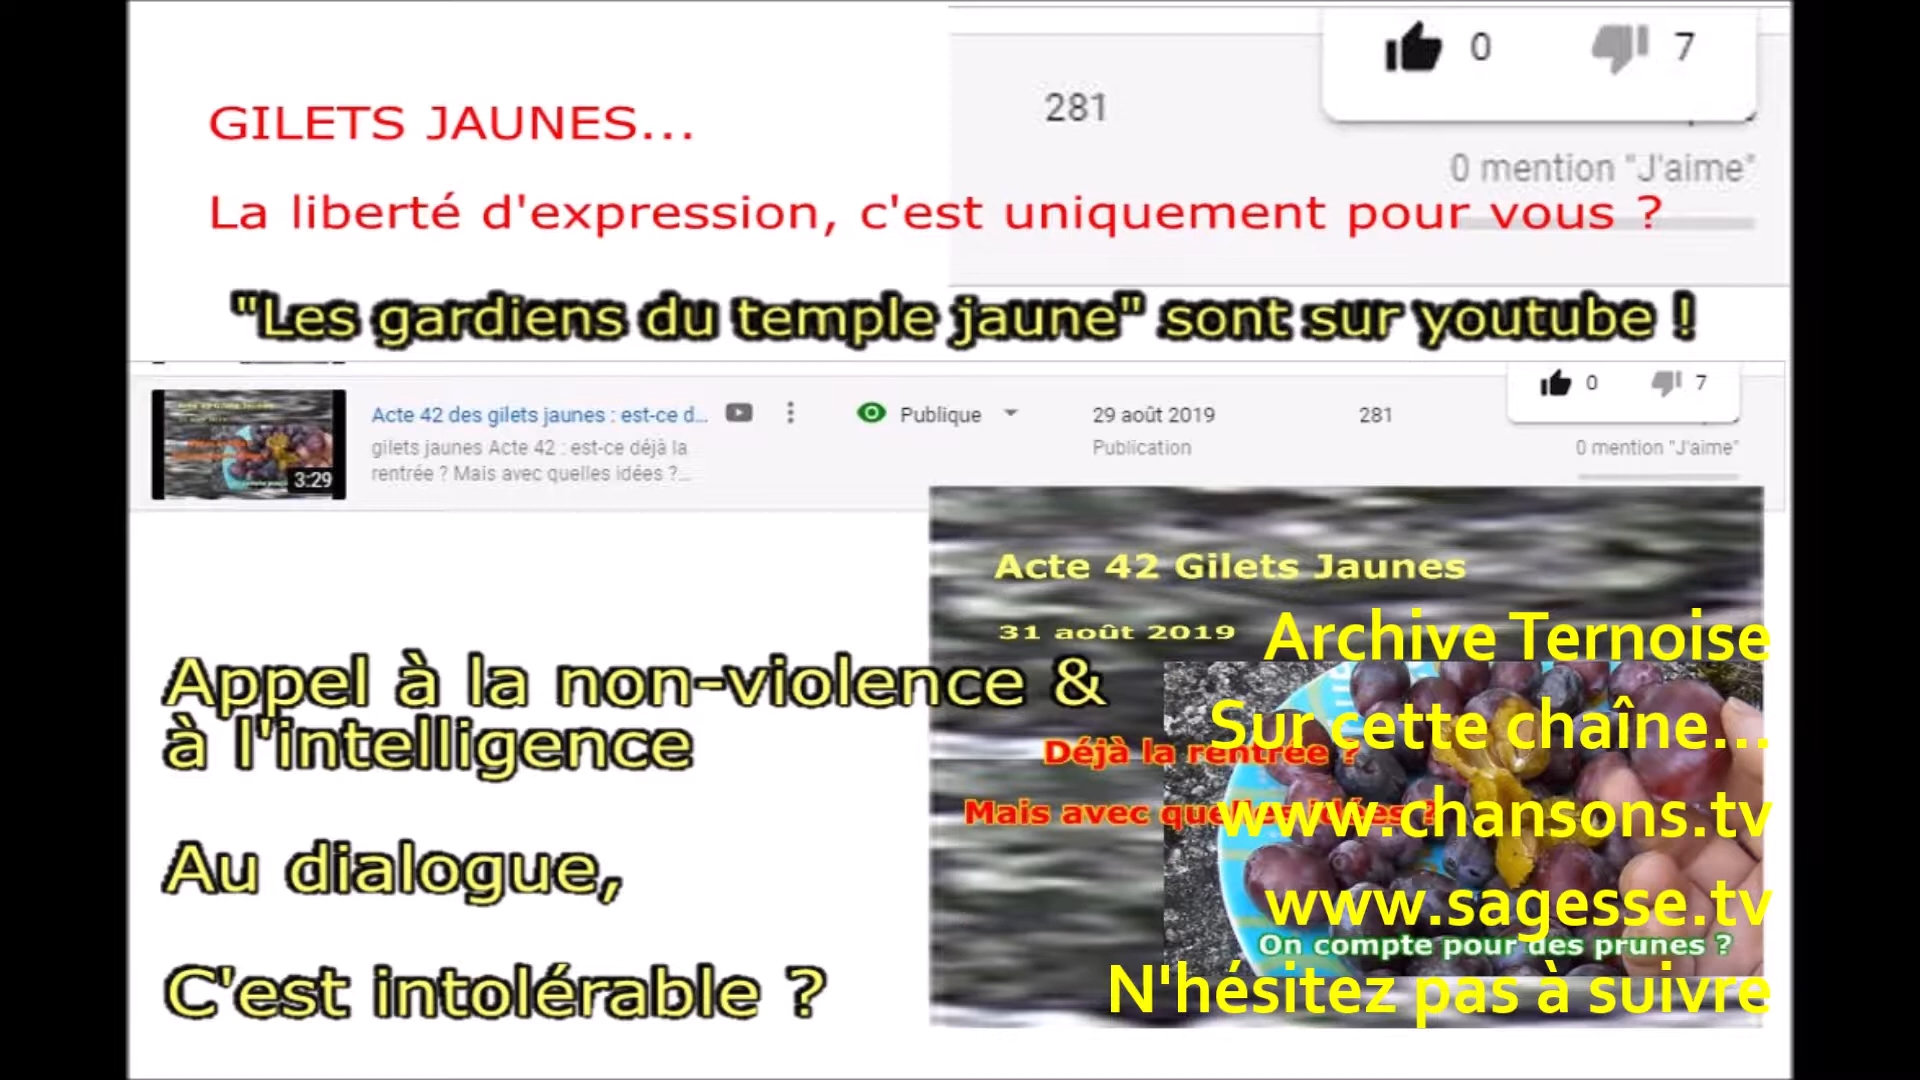 0 7
281
GILETS JAUNES...
0 mention "J'aime"
La liberté d'expression, c'est uniquement pour vous ?
"Les gardiens du temple jaune" sont sur youtube !
0 7
Acte 42 des gilets jaunes : est-ce d...
Publique
29 août 2019
281
gilets jaunes Acte 42 : est-ce déjà la
Publication
0 mention "J'aime"
rentrée ? Mais avec quelles idées ?...
3:29
Acte 42 Gilets Jaunes
31 août 2019
Archive Ternoise
Appel à la non-violence &
à l'intelligence
Sur cette chaîne...
Déjà la rentrée ?
Mais avec quelles idées ?
www.chansons.tv
Au dialogue,
www.sagesse.tv
On compte pour des prunes ?
C'est intolérable ?
N'hésitez pas à suivre